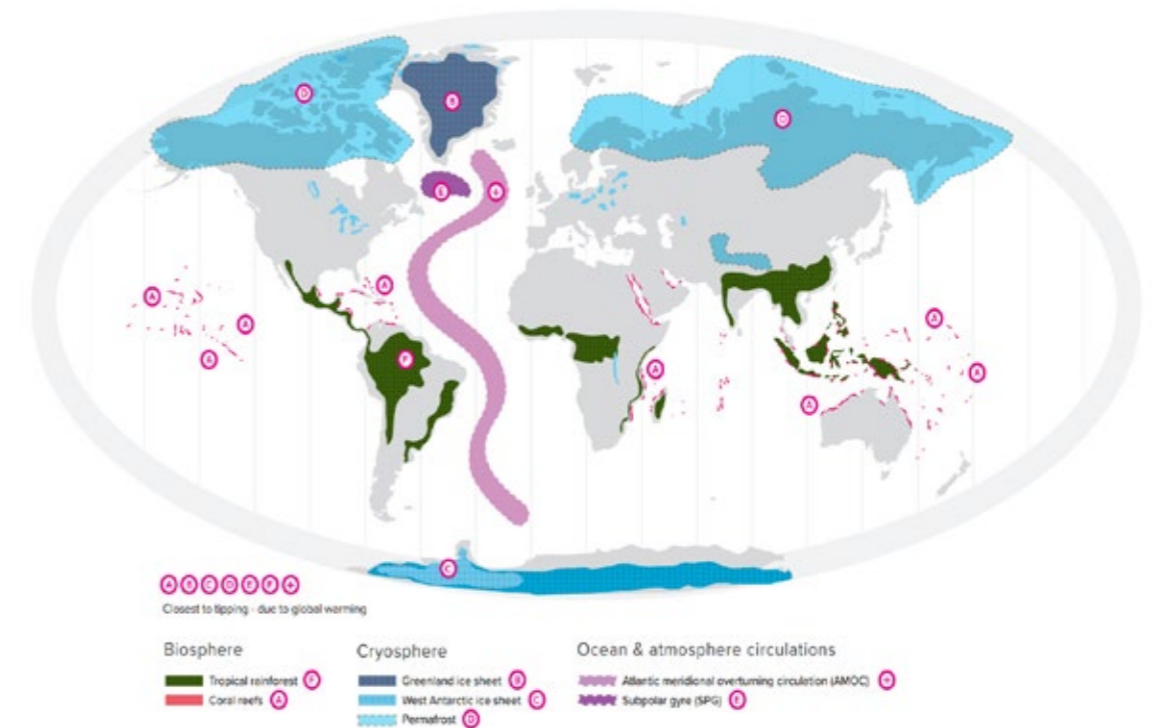 D
B
D
E
+
A
A
A
A
F
A
A
A
A
A
C
A B C D E F +
Closest to tipping - due to global warming
Biosphere
Cryosphere
Ocean & atmosphere circulations
Tropical rainforest F
Greenland ice sheet B
Atlantic meridional overturning circulation (AMOC) +
Coral reefs A
West Antarctic ice sheet C
Subpolar gyre (SPG) E
Permafrost D